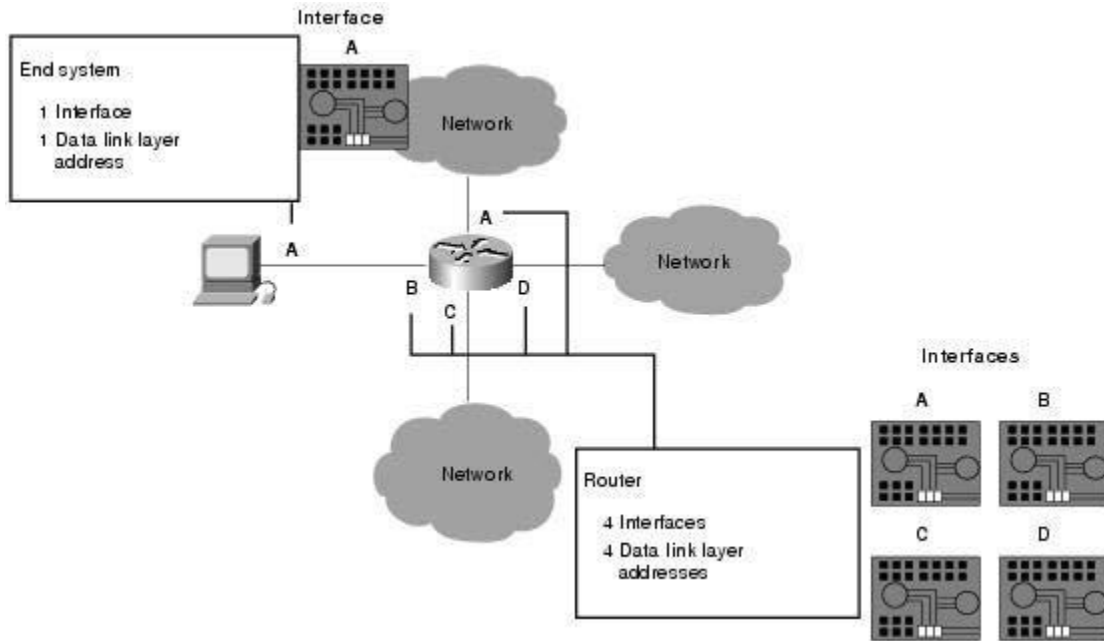 Interface
A
End system
1 Interface
1 Data link layer
address
Network
A
A
Network
B
D
C
Interfaces
A
B
Network
Router
4 Interfaces
4 Data link layer
addresses
C
D